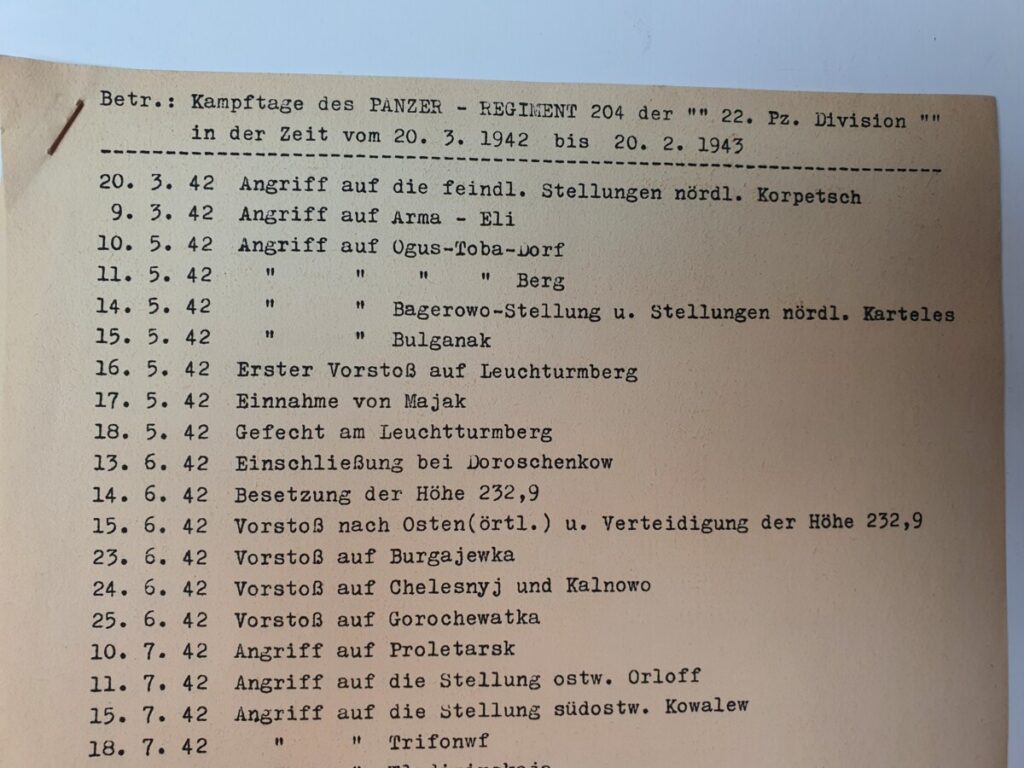 Betr.: Kampftage des PANZER - REGIMENT 204 der "" 22. Pz. Division ""
in der Zeit vom 20. 3. 1942 bis 20. 2. 1943
20. 3. 42 Angriff auf die feindl. Stellungen nördl. Korpetsch
9. 3. 42 Angriff auf Arma - Eli
10. 5. 42 Angriff auf Ogus-Toba-Dorf
11. 5. 42 " " " " Berg
14. 5. 42 " " Bagerowo-Stellung u. Stellungen nördl. Karteles
15. 5. 42 " " Bulganak
16. 5. 42 Erster Vorstoß auf Leuchturmberg
17. 5. 42 Einnahme von Majak
18. 5. 42 Gefecht am Leuchtturmberg
13. 6. 42 Einschließung bei Doroschenkow
14. 6. 42 Besetzung der Höhe 232,9
15. 6. 42 Vorstoß nach Osten(örtl.) u. Verteidigung der Höhe 232,9
23. 6. 42 Vorstoß auf Burgajewka
24. 6. 42 Vorstoß auf Chelesnyj und Kalnowo
25. 6. 42 Vorstoß auf Gorochewatka
10. 7. 42 Angriff auf Proletarsk
11. 7. 42 Angriff auf die Stellung ostw. Orloff
15. 7. 42 Angriff auf die Stellung südostw. Kowalew
18. 7. 42 " " Trifonwf